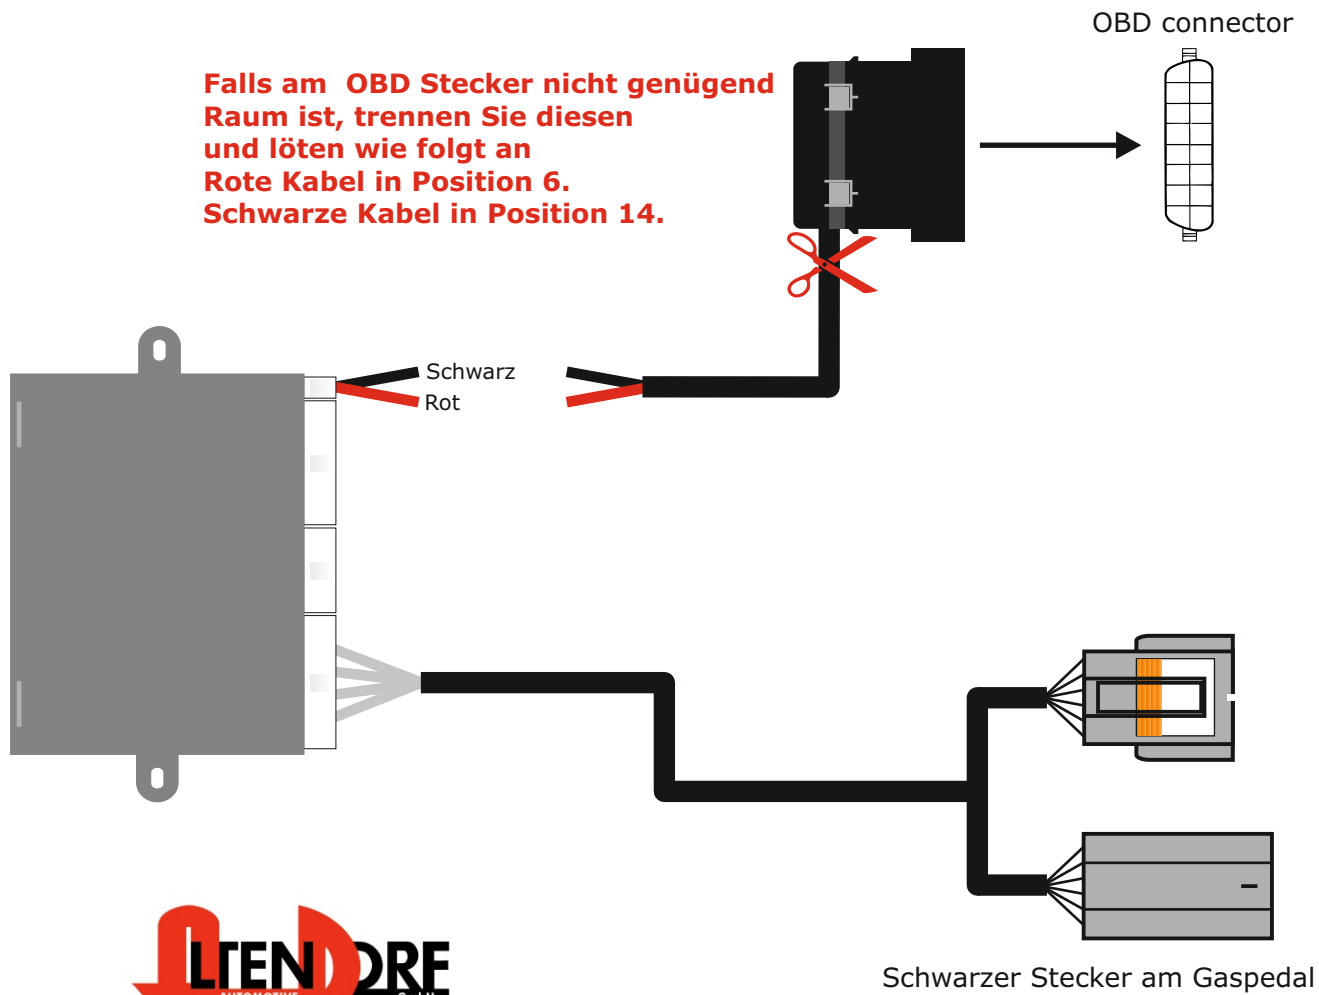 OBD connector
Falls am  OBD Stecker nicht genügend
Raum ist, trennen Sie diesen
und löten wie folgt an
Rote Kabel in Position 6.
Schwarze Kabel in Position 14.
Schwarz
Rot
Schwarzer Stecker am Gaspedal
ALTENDORF